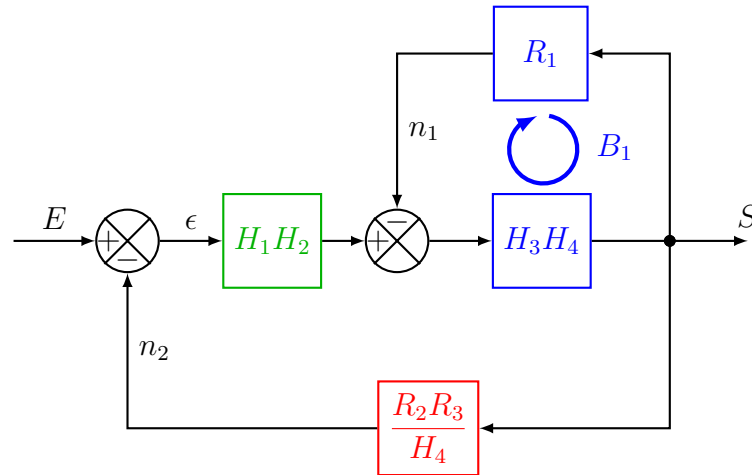 R₁
n₁
B₁
E
+
−
ϵ
H₁H₂
+
−
H₃H₄
S
n₂
R₂R₃
H₄